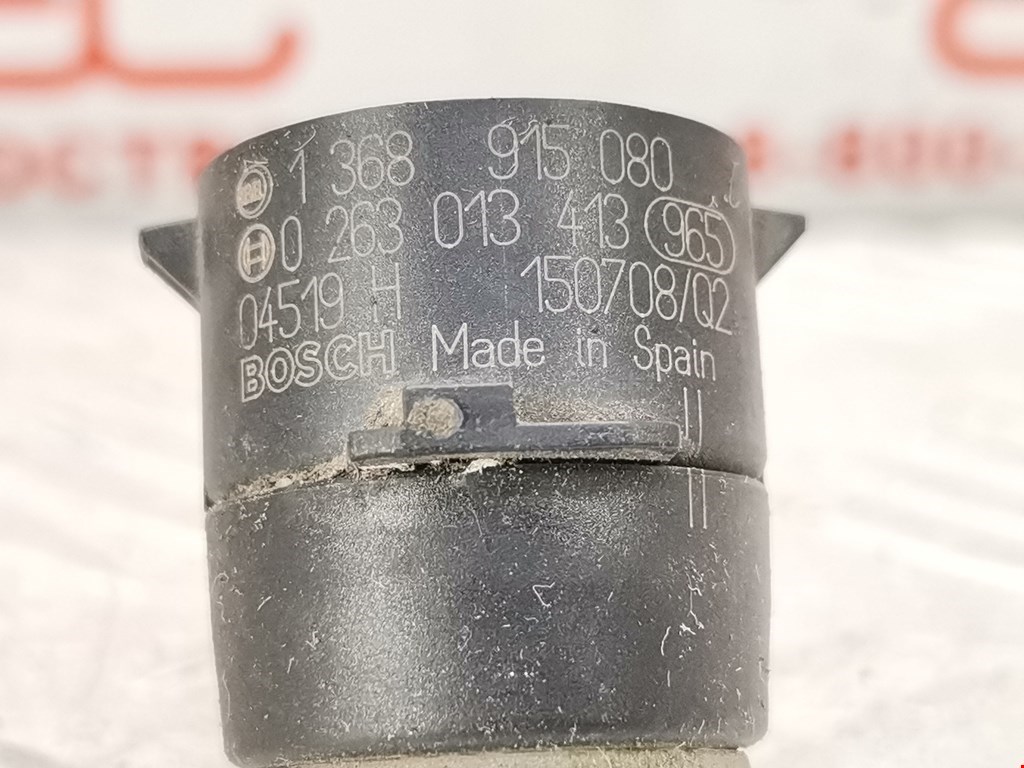 1 368 915 080
H 0 263 013 413 965
04519 H 150708/Q2
BOSCH Made in Spain